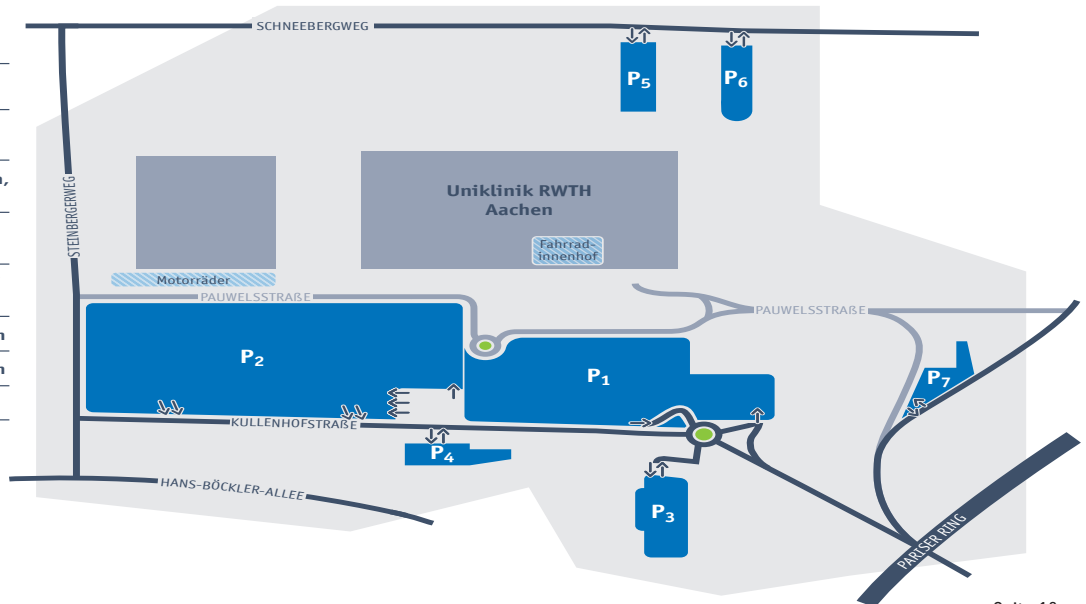 SCHNEEBERGWEG
P5
P6
n,
Uniklinik RWTH
Aachen
STEINBERGERWEG
Fahrrad-
innenhof
Motorräder
PAUWELSSTRAẞE
PAUWELSSTRAẞE
n
P2
n
P1
P7
KULLENHOFSTRAẞE
P4
HANS-BÖCKLER-ALLEE
P3
PARISER RING